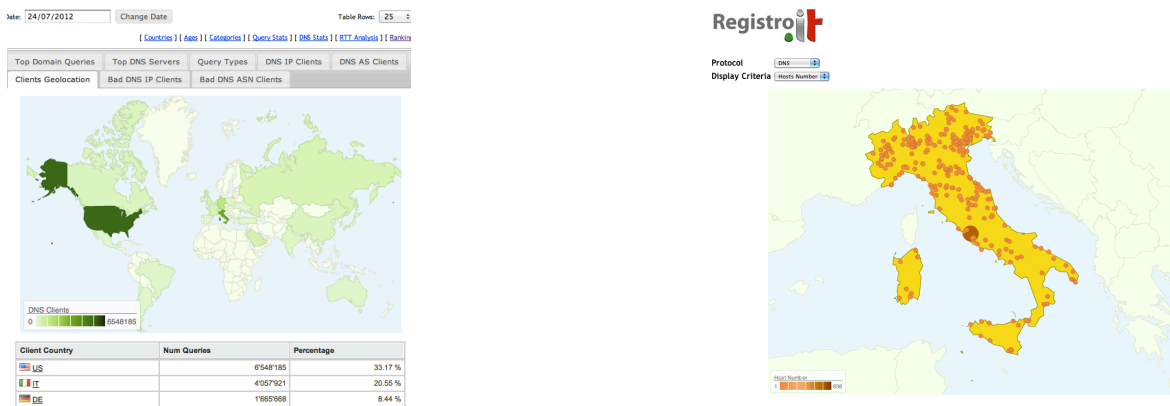 Date: 24/07/2012 Change Date Table Rows: 25
[ Countries ] [ Ages ] [ Categories ] [ Query Stats ] [ DNS Stats ] [ RTT Analysis ] [ Ranking
Top Domain Queries Top DNS Servers Query Types DNS IP Clients DNS AS Clients
Clients Geolocation Bad DNS IP Clients Bad DNS ASN Clients
DNS Clients
0 6548185
Client Country Num Queries Percentage
US 6'548'185 33.17 %
IT 4'057'921 20.55 %
DE 1'665'668 8.44 %
Registro.it
Protocol DNS
Display Criteria Hosts Number
Host Number
1 938